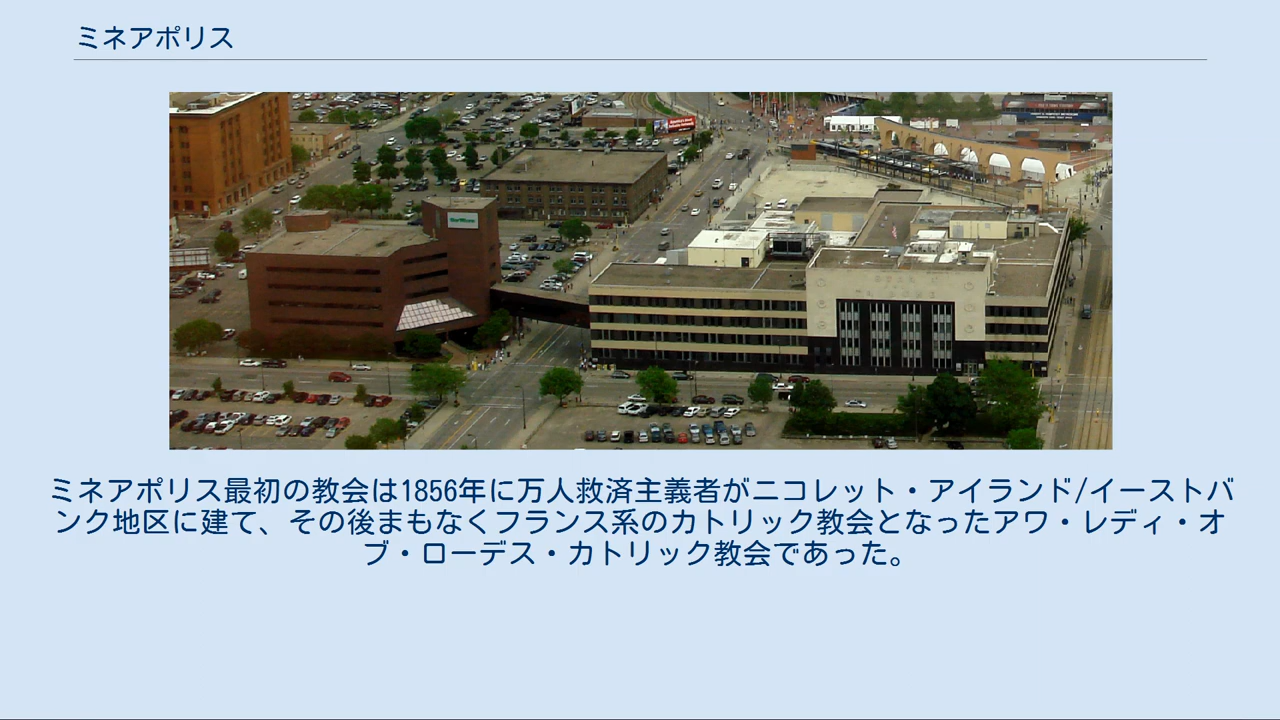 ミネアポリス
ミネアポリス最初の教会は1856年に万人救済主義者がニコレット・アイランド/イーストバ
ンク地区に建て、その後まもなくフランス系のカトリック教会となったアワ・レディ・オ
ブ・ローデス・カトリック教会であった。